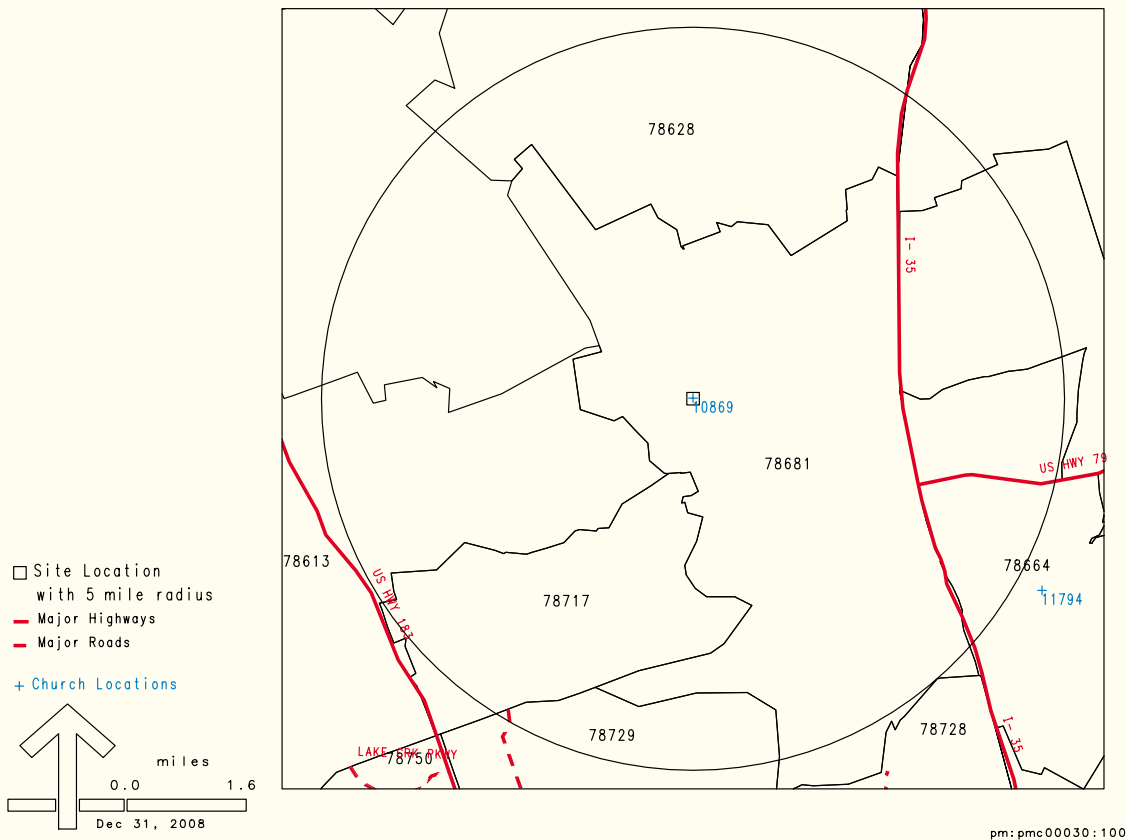 78628
I- 35
10869
78681
US HWY 79
78613
78664
US HWY 183
78717
11794
78729
78728
I- 35
LAKE CRK PKWY
78750
Site Location
with 5 mile radius
Major Highways
Major Roads
+ Church Locations
miles
0.0 1.6
Dec 31, 2008
pm:pmc00030:100